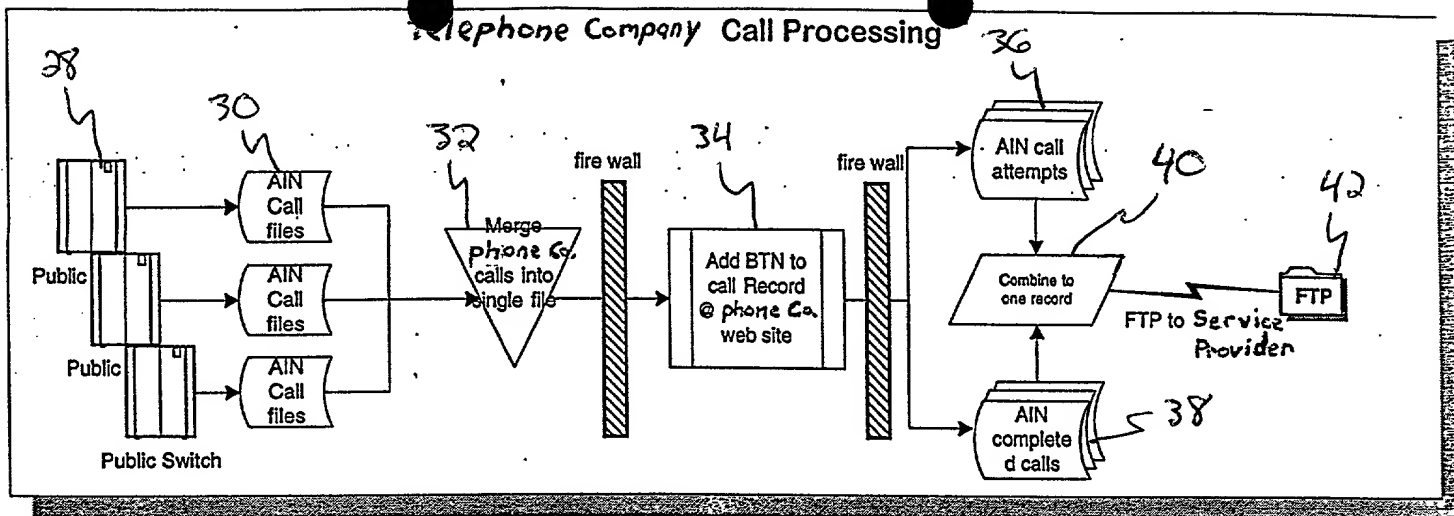 Telephone Company Call Processing
28
30
32
34
36
40
42
38
AIN
Call
files
AIN
Call
files
AIN
Call
files
Public
Public
Public Switch
Merge
phone Co.
calls into
single file
fire wall
Add BTN to
call Record
@ phone Co.
web site
fire wall
AIN call
attempts
Combine to
one record
AIN
complete
d calls
FTP to Service
Provider
FTP